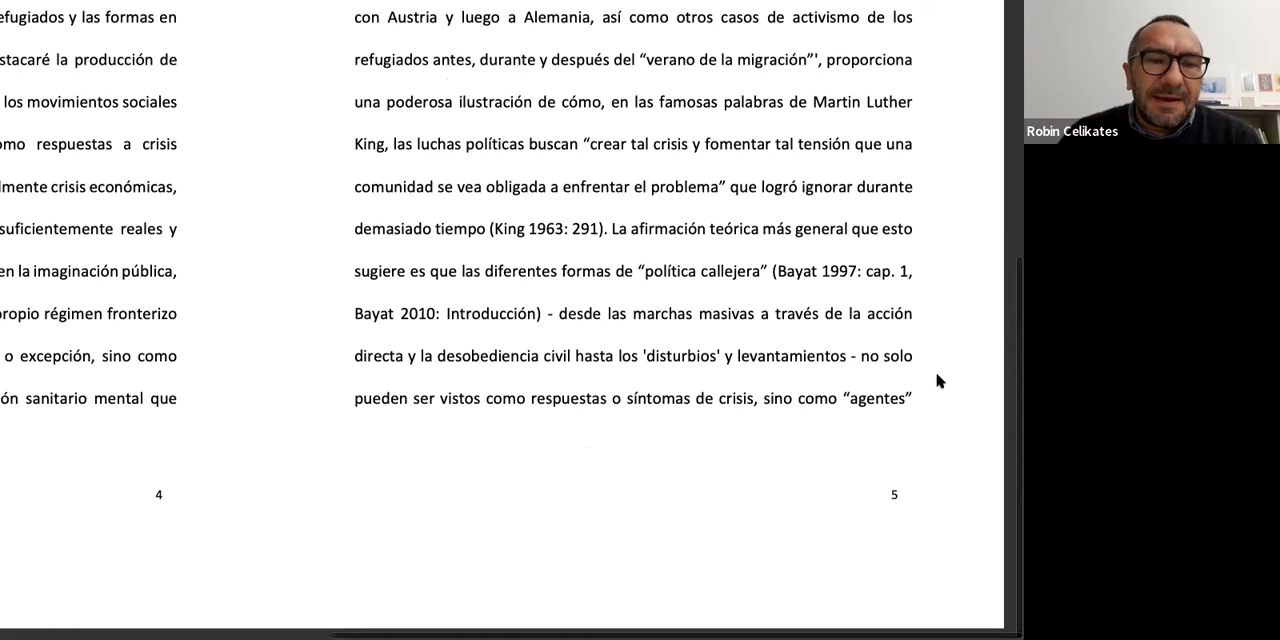 efugiados y las formas en
stacaré la producción de
los movimientos sociales
omo respuestas a crisis
lmente crisis económicas,
suficientemente reales y
en la imaginación pública,
propio régimen fronterizo
o excepción, sino como
ón sanitario mental que
4
con Austria y luego a Alemania, así como otros casos de activismo de los
refugiados antes, durante y después del “verano de la migración”', proporciona
una poderosa ilustración de cómo, en las famosas palabras de Martin Luther
King, las luchas políticas buscan “crear tal crisis y fomentar tal tensión que una
comunidad se vea obligada a enfrentar el problema” que logró ignorar durante
demasiado tiempo (King 1963: 291). La afirmación teórica más general que esto
sugiere es que las diferentes formas de “política callejera” (Bayat 1997: cap. 1,
Bayat 2010: Introducción) - desde las marchas masivas a través de la acción
directa y la desobediencia civil hasta los 'disturbios' y levantamientos - no solo
pueden ser vistos como respuestas o síntomas de crisis, sino como “agentes”
5
Robin Celikates